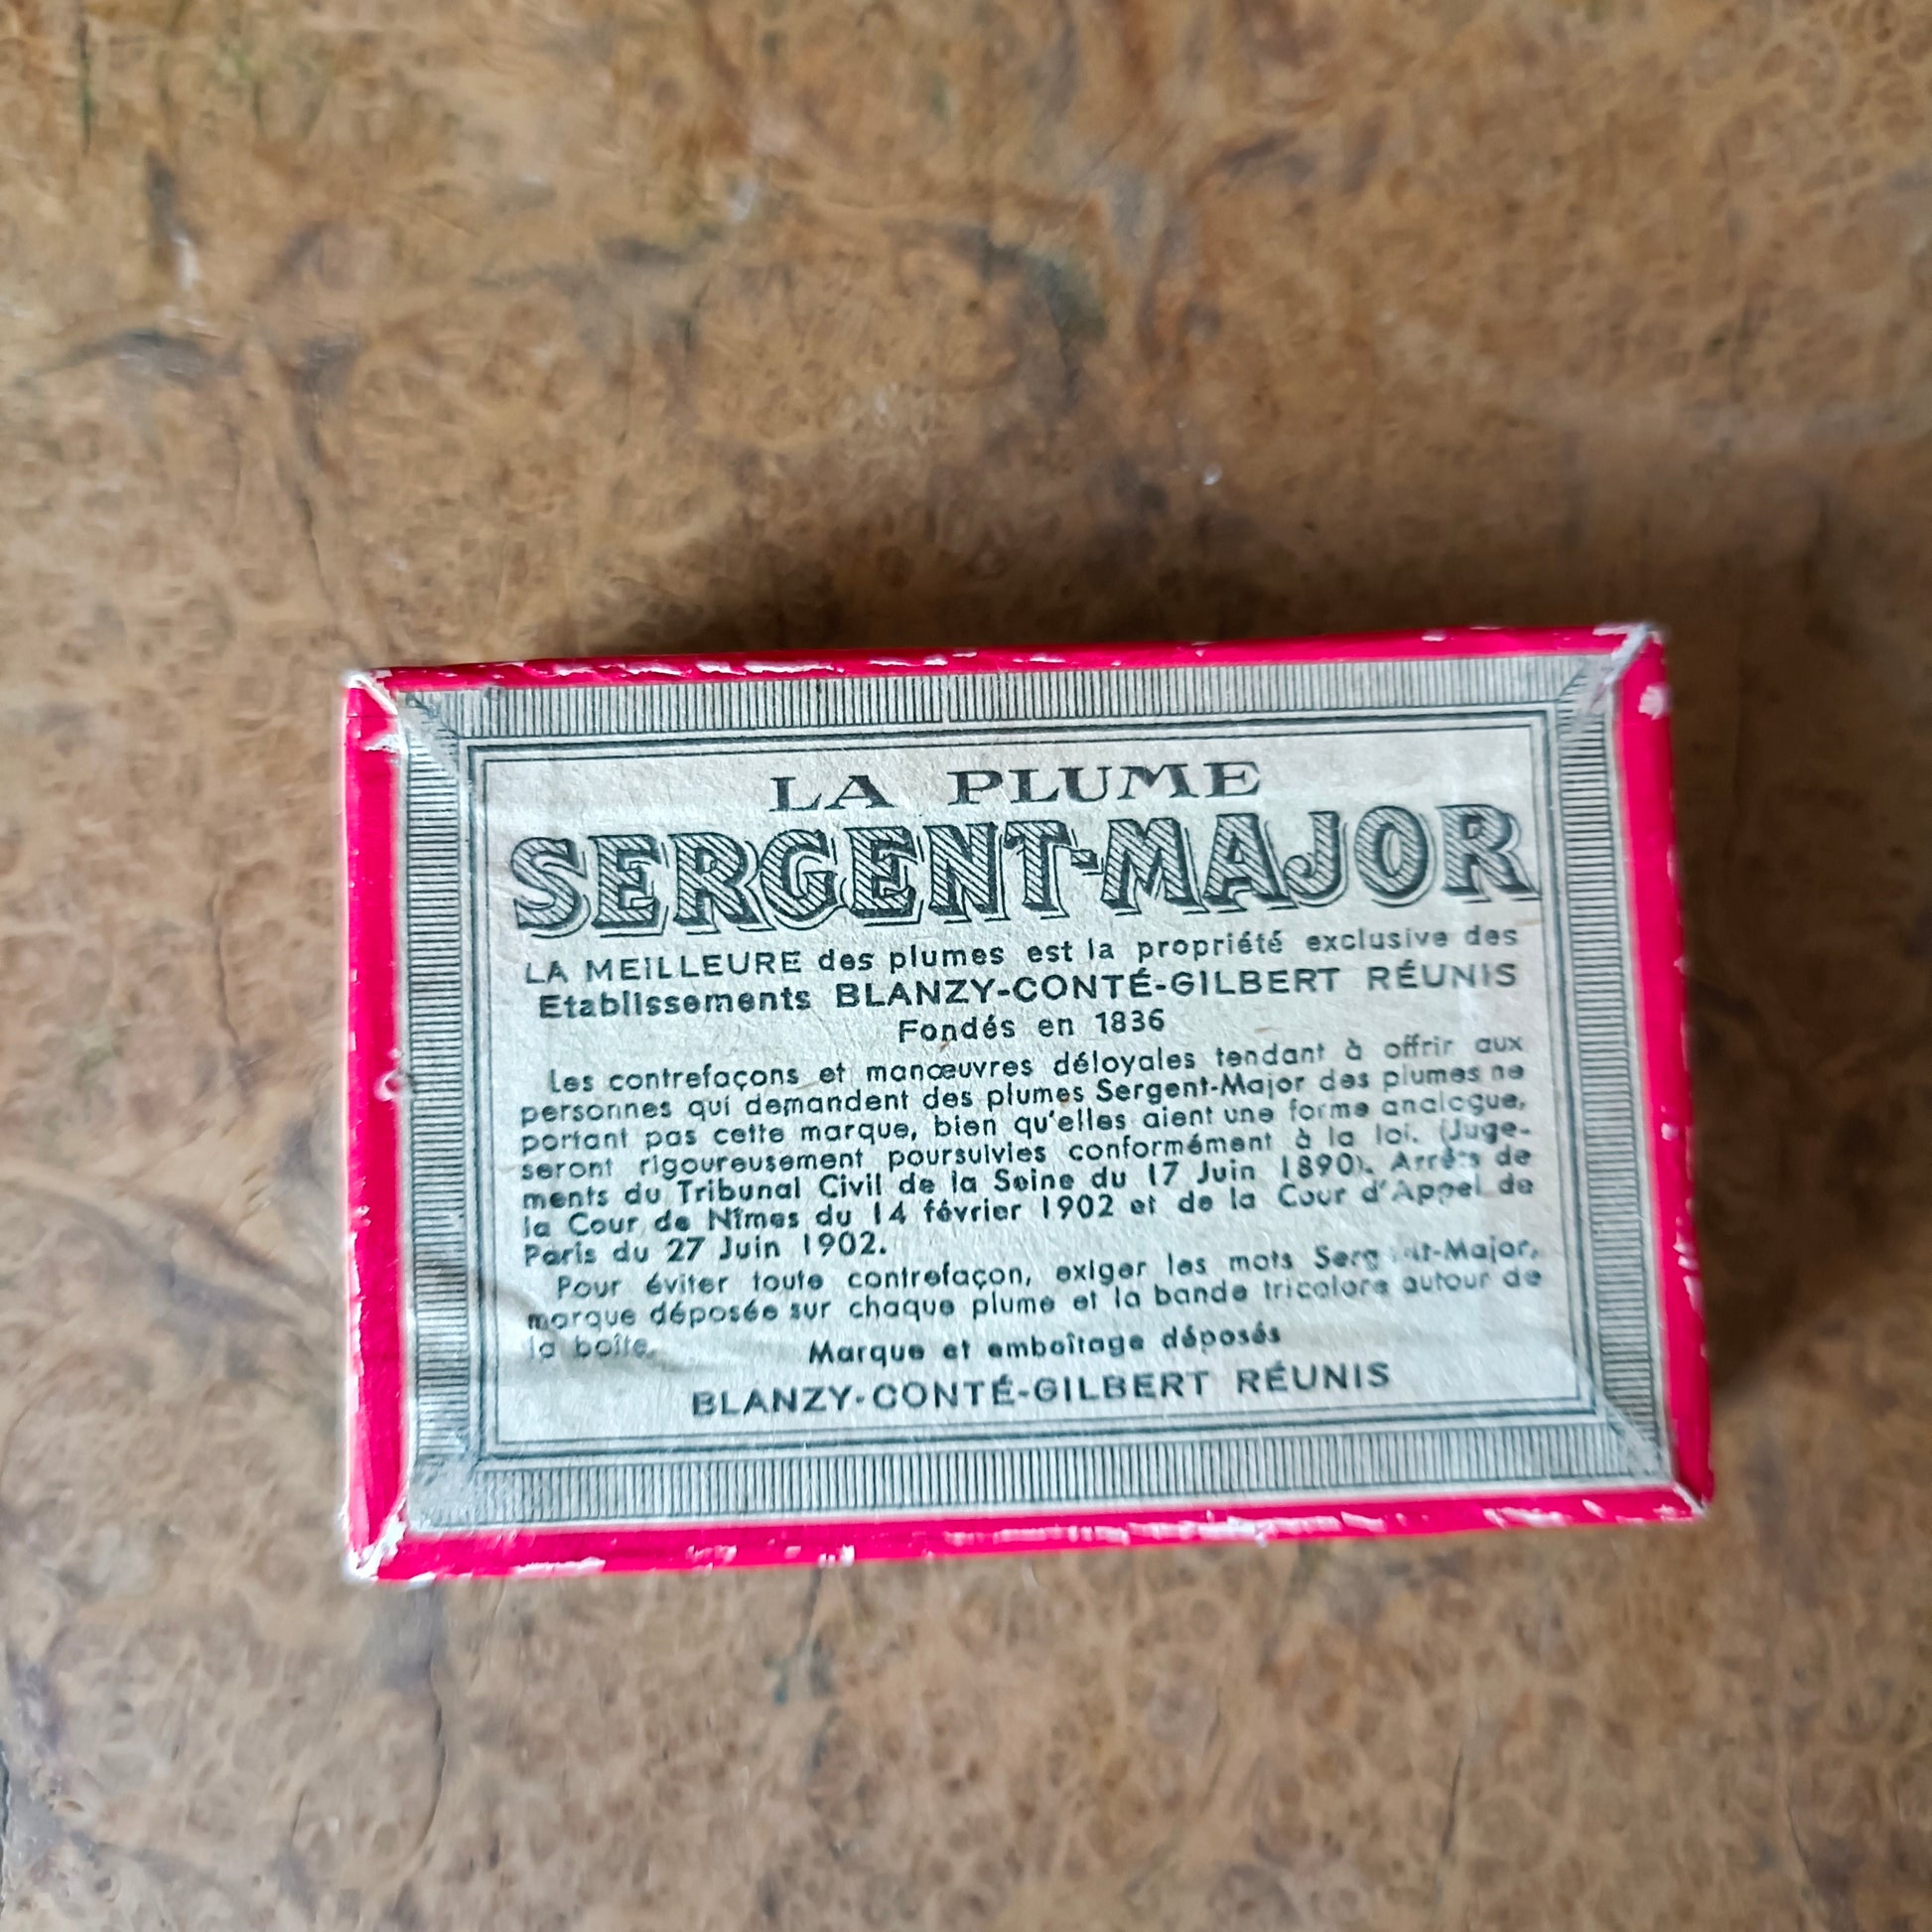 LA PLUME
SERGENT-MAJOR
LA MEILLEURE des plumes est la propriété exclusive des
Etablissements BLANZY-CONTÉ-GILBERT RÉUNIS
Fondés en 1836
Les contrefaçons et manœuvres déloyales tendant à offrir aux
personnes qui demandent des plumes Sergent-Major des plumes ne
portant pas cette marque, bien qu'elles aient une forme analogue,
seront rigoureusement poursuivies conformément à la loi. (Juge-
ments du Tribunal Civil de la Seine du 17 Juin 1890). Arrêts de
la Cour de Nîmes du 14 février 1902 et de la Cour d'Appel de
Paris du 27 Juin 1902.
Pour éviter toute contrefaçon, exiger les mots Sergent-Major,
marque déposée sur chaque plume et la bande tricolore autour de
la boîte.
Marque et emboîtage déposés
BLANZY-CONTÉ-GILBERT RÉUNIS